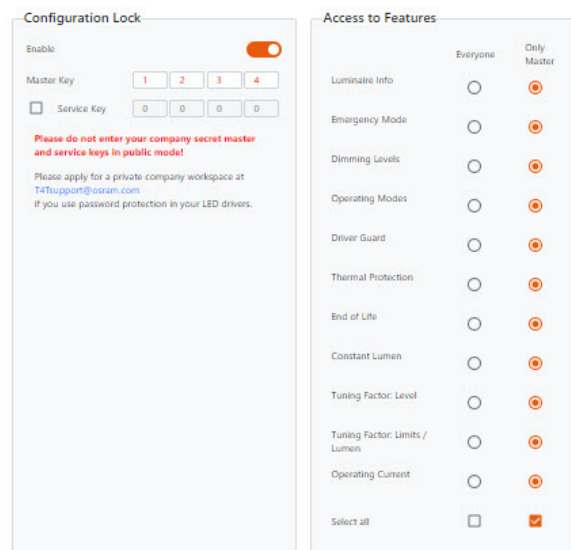 Configuration Lock
Enable
Master Key 1 2 3 4
Service Key 0 0 0 0
Please do not enter your company secret master
and service keys in public mode!
Please apply for a private company workspace at
T4Tsupport@osram.com
if you use password protection in your LED drivers.
Access to Features
Everyone Only
Master
Luminaire Info
Emergency Mode
Dimming Levels
Operating Modes
Driver Guard
Thermal Protection
End of Life
Constant Lumen
Tuning Factor: Level
Tuning Factor: Limits /
Lumen
Operating Current
Select all